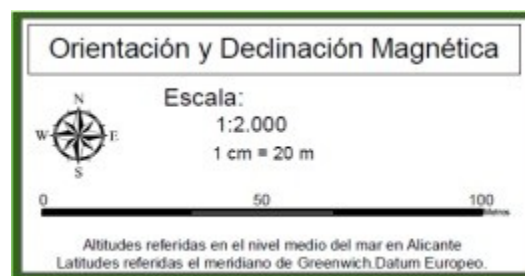 Orientación y Declinación Magnética
Escala:
1:2.000
1 cm = 20 m
N
W E
S
0 50 100
Metros
Altitudes referidas en el nivel medio del mar en Alicante
Latitudes referidas el meridiano de Greenwich.Datum Europeo.